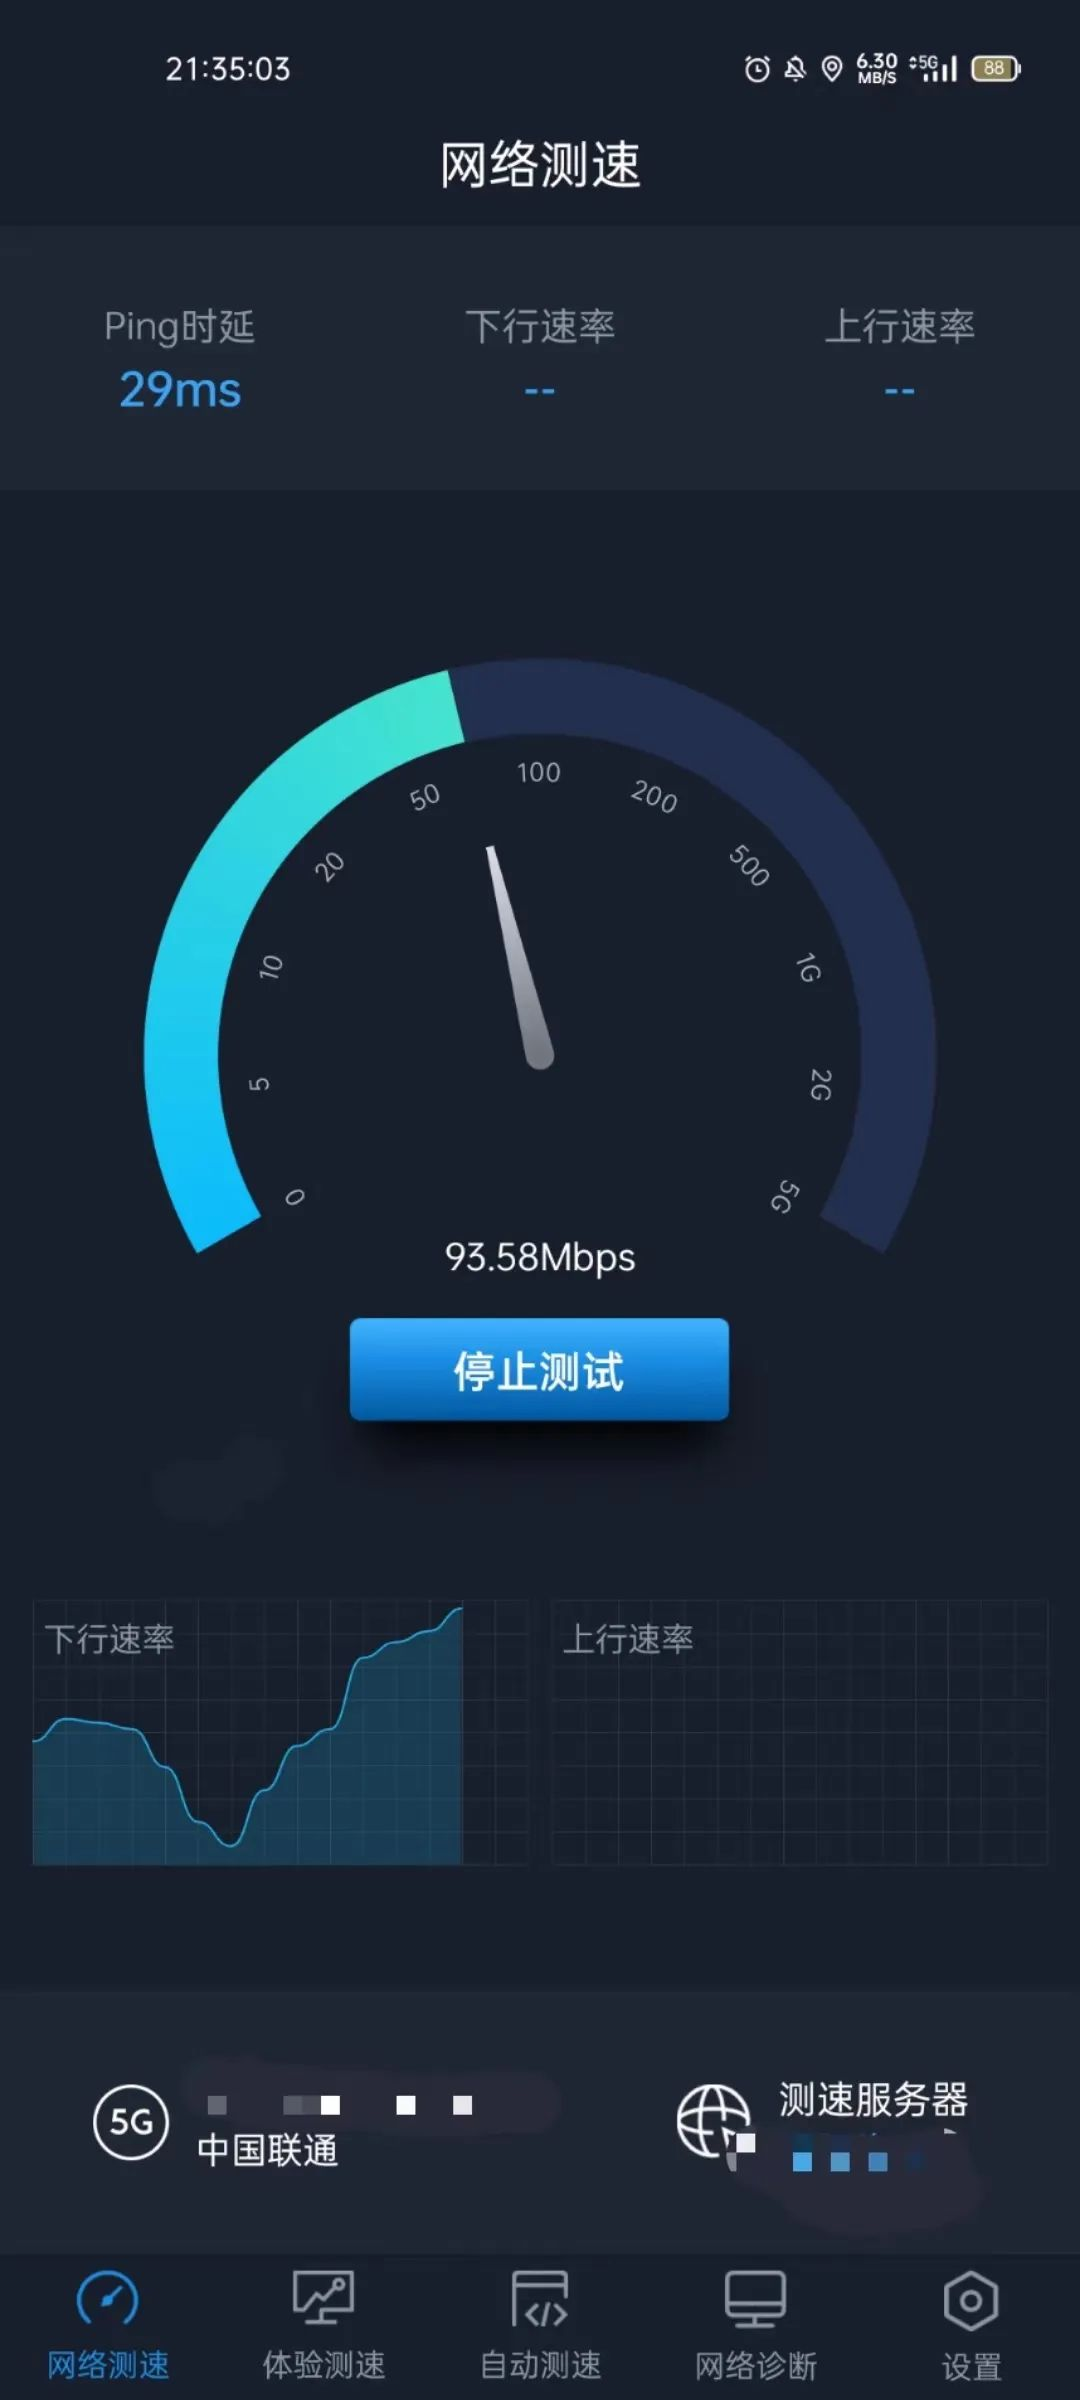 21:35:03
6.30 MB/S 5G 88
网络测速
Ping时延 下行速率 上行速率
29ms -- --
0 5 10 20 50 100 200 500 1G 2G 5G
93.58Mbps
停止测试
下行速率 上行速率
5G 中国联通
测速服务器
网络测速 体验测速 自动测速 网络诊断 设置